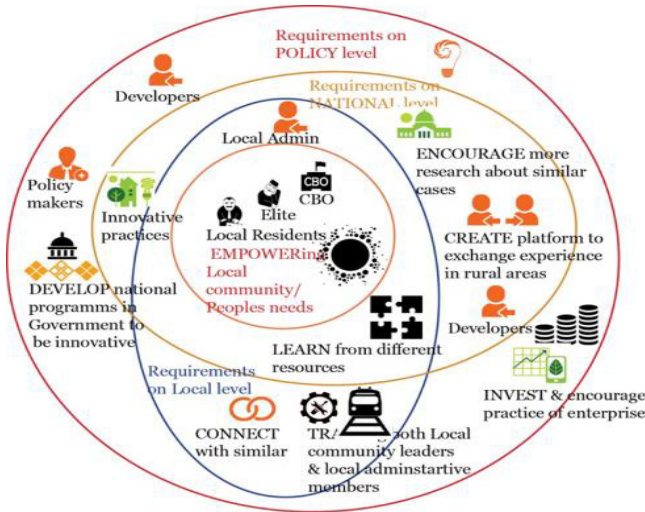 Requirements on
POLICY level
Developers
Requirements on
NATIONAL level
Local Admin
ENCOURAGE more
research about similar
cases
Policy
makers
Innovative
practices
CBO
Elite
CBO
Local Residents
EMPOWERing
Local
community/
Peoples needs
CREATE platform to
exchange experience
in rural areas
DEVELOP national
programms in
Government to
be innovative
Developers
LEARN from different
resources
INVEST & encourage
practice of enterprise
Requirements
on Local level
CONNECT
with similar
both Local
community leaders
& local adminstartive
members